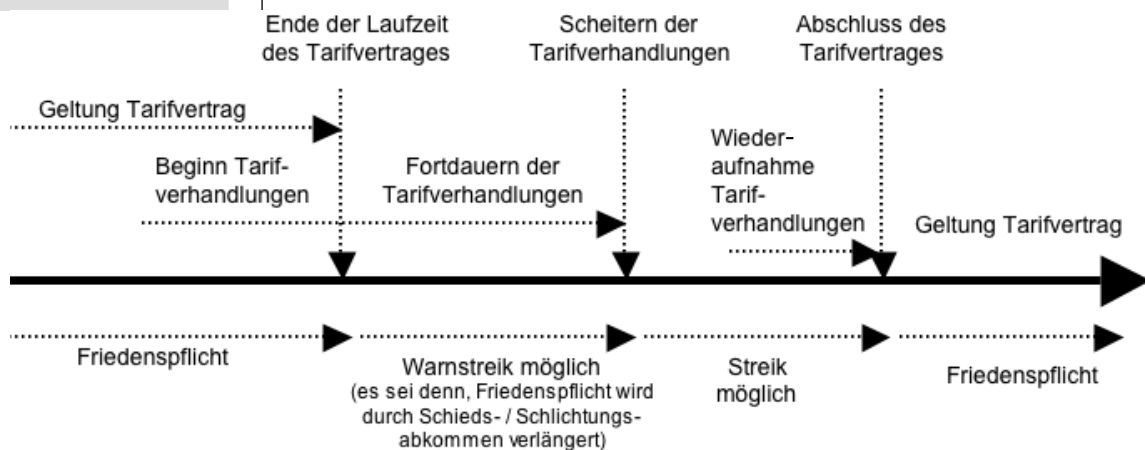 Ende der Laufzeit
des Tarifvertrages
Scheitern der
Tarifverhandlungen
Abschluss des
Tarifvertrages
Geltung Tarifvertrag
Beginn Tarif-
verhandlungen
Fortdauern der
Tarifverhandlungen
Wieder-
aufnahme
Tarif-
verhandlungen
Geltung Tarifvertrag
Friedenspflicht
Warnstreik möglich
(es sei denn, Friedenspflicht wird
durch Schieds- / Schlichtungs-
abkommen verlängert)
Streik
möglich
Friedenspflicht